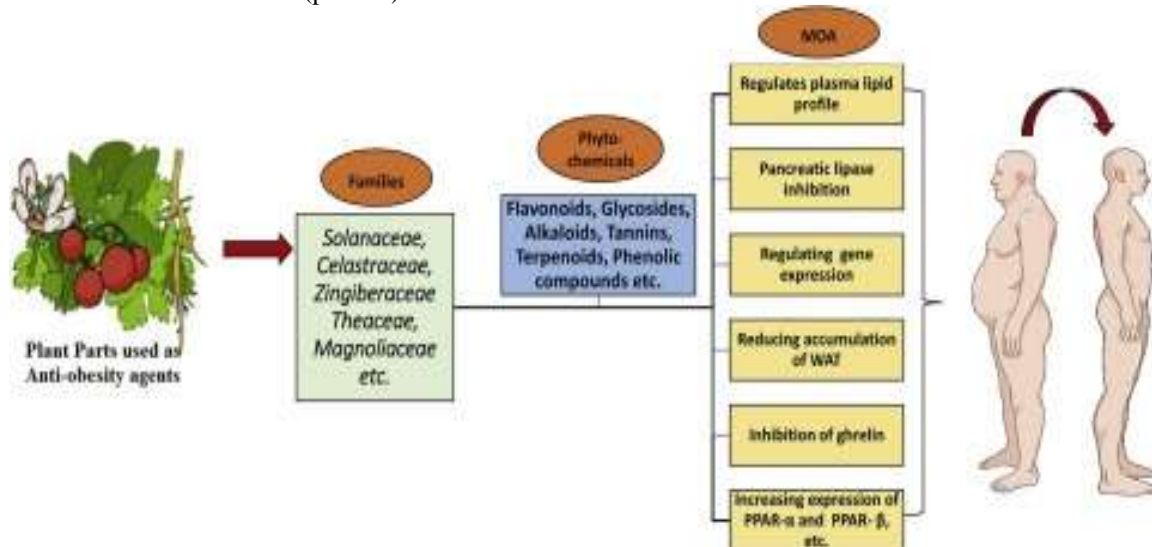 MOA
Regulates plasma lipid
profile
Phyto-
chemicals
Pancreatic lipase
inhibition
Families
Flavonoids, Glycosides,
Alkaloids, Tannins,
Terpenoids, Phenolic
compounds etc.
Solanaceae,
Celastraceae,
Zingiberaceae
Theaceae,
Magnoliaceae
etc.
Regulating gene
expression
Plant Parts used as
Anti-obesity agents
Reducing accumulation
of WAT
Inhibition of ghrelin
Increasing expression of
PPAR-α and PPAR- β,
etc.